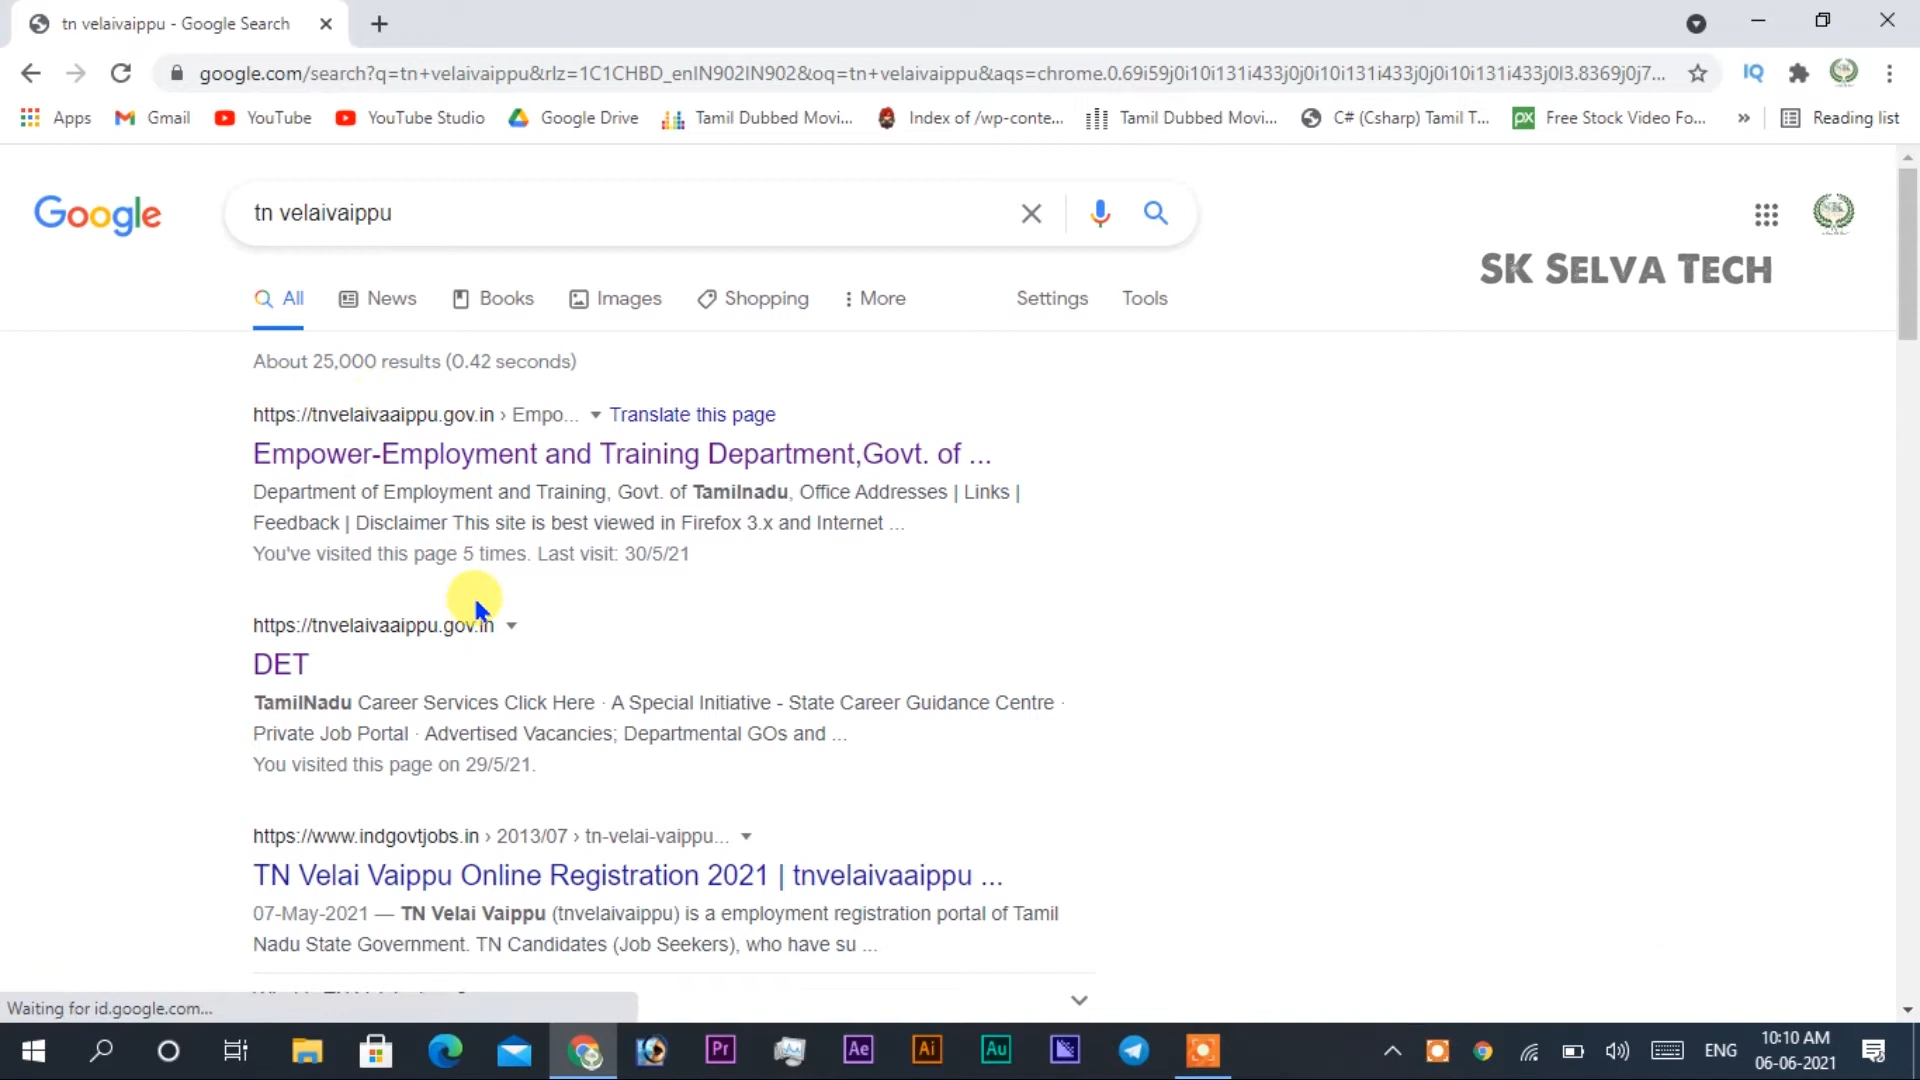 tn velaivaippu - Google Search
google.com/search?q=tn+velaivaippu&rlz=1C1CHBD_enIN902IN902&oq=tn+velaivaippu&aqs=chrome.0.69i59j0i10i131i433j0j0i10i131i433j0j0i10i131i433j0l3.8369j0j7...
IQ
Apps
Gmail
YouTube
YouTube Studio
Google Drive
Tamil Dubbed Movi...
Index of /wp-conte...
Tamil Dubbed Movi...
C# (Csharp) Tamil T...
px
Free Stock Video Fo...
»
Reading list
Google
tn velaivaippu
SK SELVA TECH
All
News
Books
Images
Shopping
More
Settings
Tools
About 25,000 results (0.42 seconds)
https://tnvelaivaaippu.gov.in › Empo... Translate this page
Empower-Employment and Training Department,Govt. of ...
Department of Employment and Training, Govt. of Tamilnadu, Office Addresses | Links |
Feedback | Disclaimer This site is best viewed in Firefox 3.x and Internet ...
You've visited this page 5 times. Last visit: 30/5/21
https://tnvelaivaaippu.gov.in
DET
TamilNadu Career Services Click Here · A Special Initiative - State Career Guidance Centre ·
Private Job Portal · Advertised Vacancies; Departmental GOs and ...
You visited this page on 29/5/21.
https://www.indgovtjobs.in › 2013/07 › tn-velai-vaippu...
TN Velai Vaippu Online Registration 2021 | tnvelaivaaippu ...
07-May-2021 — TN Velai Vaippu (tnvelaivaippu) is a employment registration portal of Tamil
Nadu State Government. TN Candidates (Job Seekers), who have su ...
Waiting for id.google.com...
Pr
Ae
Ai
Au
ENG
10:10 AM
06-06-2021